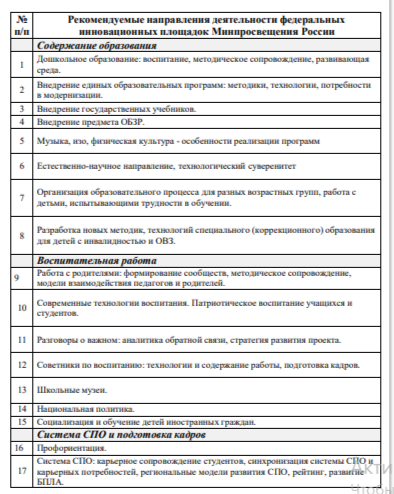 № Рекомендуемые направления деятельности федеральных
п/п инновационных площадок Минпросвещения России
Содержание образования
1 Дошкольное образование: воспитание, методическое сопровождение, развивающая
среда.
2 Внедрение единых образовательных программ: методики, технологии, потребности
в модернизации.
3 Внедрение государственных учебников.
4 Внедрение предмета ОБЗР.
5 Музыка, изо, физическая культура - особенности реализации программ
6 Естественно-научное направление, технологический суверенитет
7 Организация образовательного процесса для разных возрастных групп, работа с
детьми, испытывающими трудности в обучении.
8 Разработка новых методик, технологий специального (коррекционного) образования
для детей с инвалидностью и ОВЗ.
Воспитательная работа
9 Работа с родителями: формирование сообществ, методическое сопровождение,
модели взаимодействия педагогов и родителей.
10 Современные технологии воспитания. Патриотическое воспитание учащихся и
студентов.
11 Разговоры о важном: аналитика обратной связи, стратегия развития проекта.
12 Советники по воспитанию: технологии и содержание работы, подготовка кадров.
13 Школьные музеи.
14 Национальная политика.
15 Социализация и обучение детей иностранных граждан.
Система СПО и подготовка кадров
16 Профориентация.
17 Система СПО: карьерное сопровождение студентов, синхронизация системы СПО и
карьерных потребностей, региональные модели развития СПО, рейтинг, развитие
БПЛА.
Акти
Чтобы